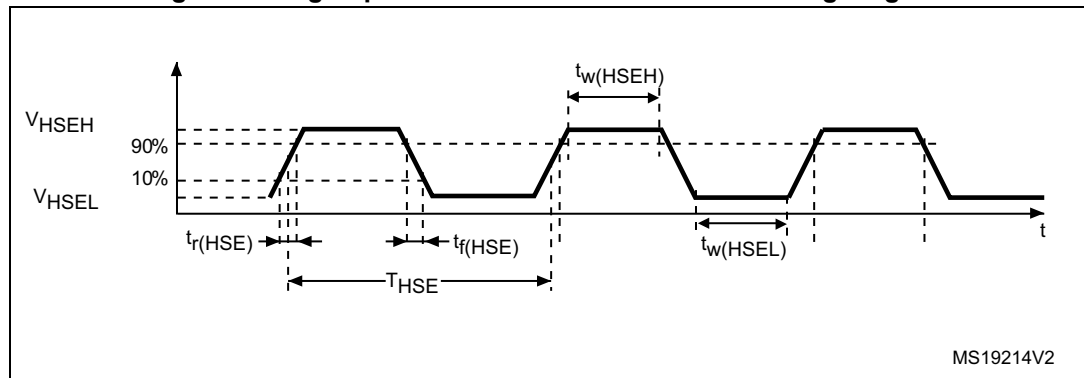 tw(HSEH)
VHSEH
90%
10%
VHSEL
tr(HSE)
tf(HSE)
tw(HSEL)
t
THSE
MS19214V2